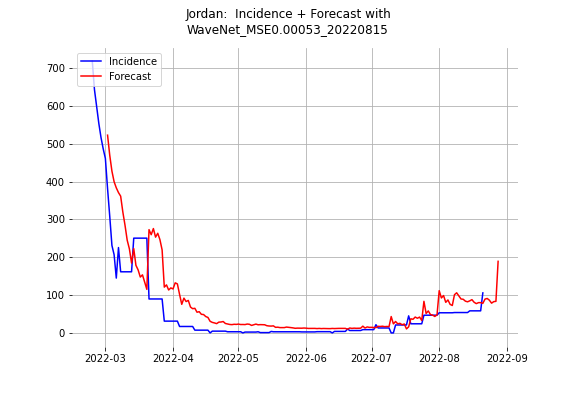 Jordan:  Incidence + Forecast with
WaveNet_MSE0.00053_20220815
Incidence
Forecast
700
600
500
400
300
200
100
0
2022-03 2022-04 2022-05 2022-06 2022-07 2022-08 2022-09